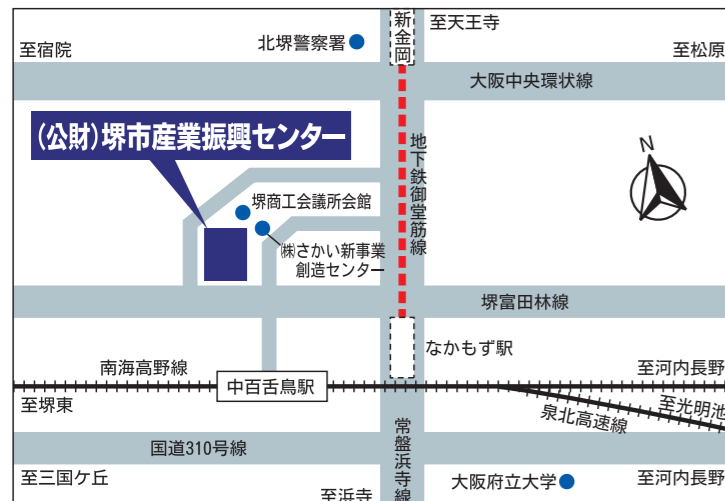 至宿院
北堺警察署
新金岡
至天王寺
至松原
大阪中央環状線
(公財)堺市産業振興センター
地下鉄御堂筋線
N
堺商工会議所会館
㈱さかい新事業
創造センター
堺富田林線
なかもず駅
南海高野線
中百舌鳥駅
至河内長野
至堺東
至光明池
泉北高速線
国道310号線
常盤浜寺線
至三国ケ丘
至浜寺
大阪府立大学
至河内長野